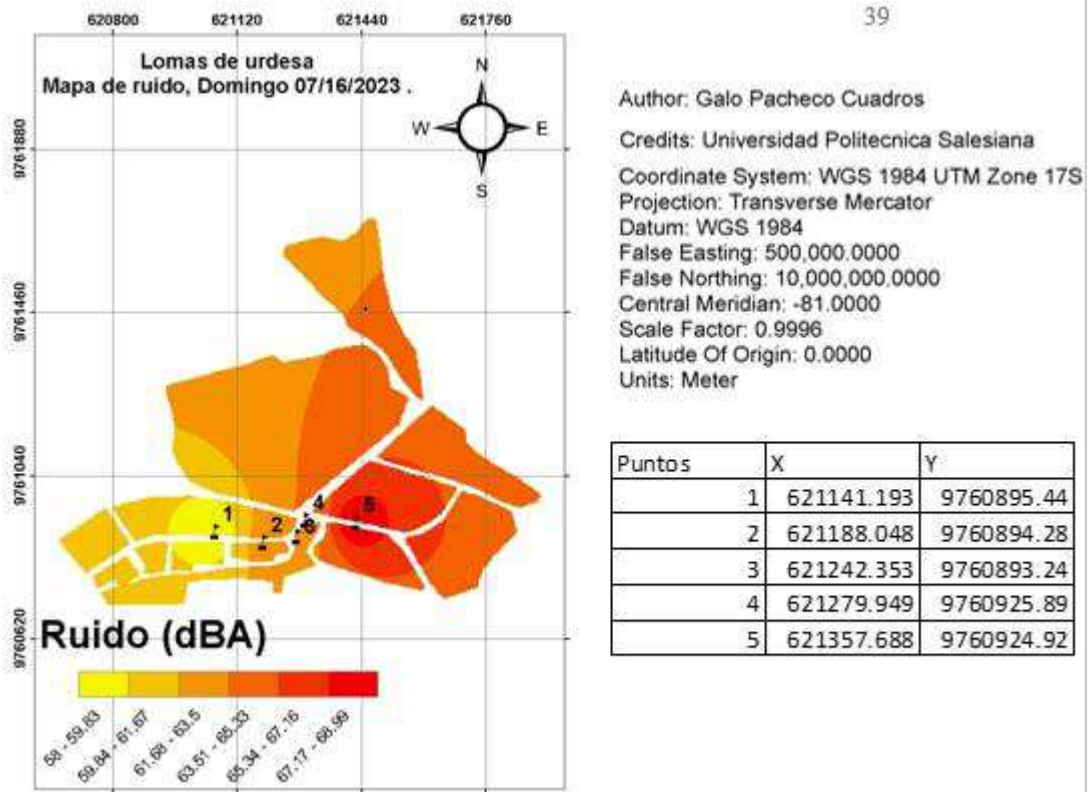 620800 621120 621440 621760
39
Lomas de urdesa
Mapa de ruido, Domingo 07/16/2023 .
N
W E
S
9761880
9761460
9761040
9760620
1
2
4
5
Ruido (dBA)
58 - 59.83
59.84 - 61.67
61.68 - 63.5
63.51 - 65.33
65.34 - 67.16
67.17 - 68.99
Author: Galo Pacheco Cuadros
Credits: Universidad Politecnica Salesiana
Coordinate System: WGS 1984 UTM Zone 17S
Projection: Transverse Mercator
Datum: WGS 1984
False Easting: 500,000.0000
False Northing: 10,000,000.0000
Central Meridian: -81.0000
Scale Factor: 0.9996
Latitude Of Origin: 0.0000
Units: Meter
Puntos X Y
1 621141.193 9760895.44
2 621188.048 9760894.28
3 621242.353 9760893.24
4 621279.949 9760925.89
5 621357.688 9760924.92